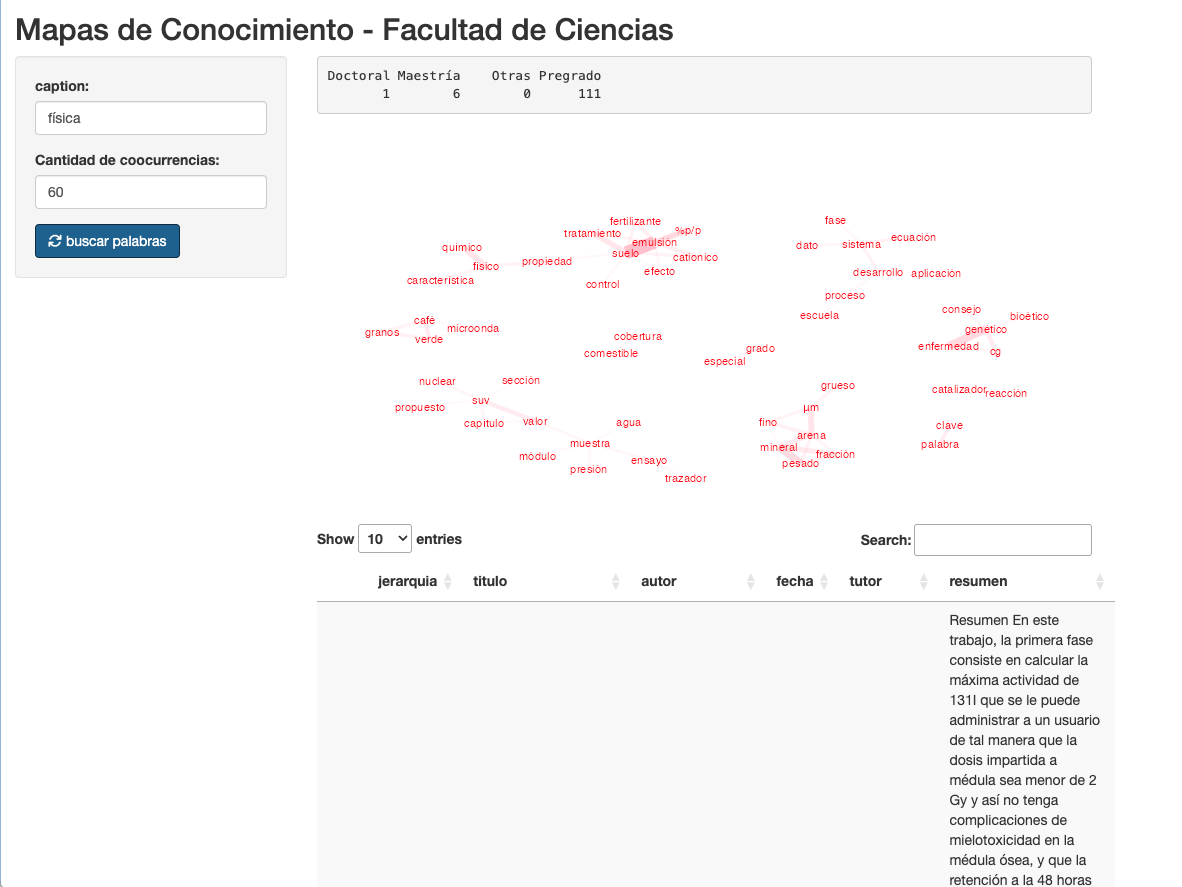 Mapas de Conocimiento - Facultad de Ciencias
caption:
física
Cantidad de coocurrencias:
60
buscar palabras
Doctoral Maestría Otras Pregrado
1 6 0 111
fertilizante
tratamiento
%p/p
emulsión
químico
suelo
cationico
físico
propiedad
efecto
característica
control
fase
dato
sistema
ecuación
desarrollo
aplicación
proceso
escuela
consejo
bioético
genético
enfermedad
cg
café
granos
microonda
verde
cobertura
comestible
grado
especial
nuclear
sección
suv
propuesto
capítulo
valor
agua
muestra
módulo
presión
ensayo
trazador
grueso
µm
fino
arena
mineral
fracción
pesado
catalizador
reacción
clave
palabra
Show 10 entries
Search:
jerarquia titulo autor fecha tutor resumen
Resumen En este
trabajo, la primera fase
consiste en calcular la
máxima actividad de
131I que se le puede
administrar a un usuario
de tal manera que la
dosis impartida a
médula sea menor de 2
Gy y así no tenga
complicaciones de
mielotoxicidad en la
médula ósea, y que la
retención a la 48 horas